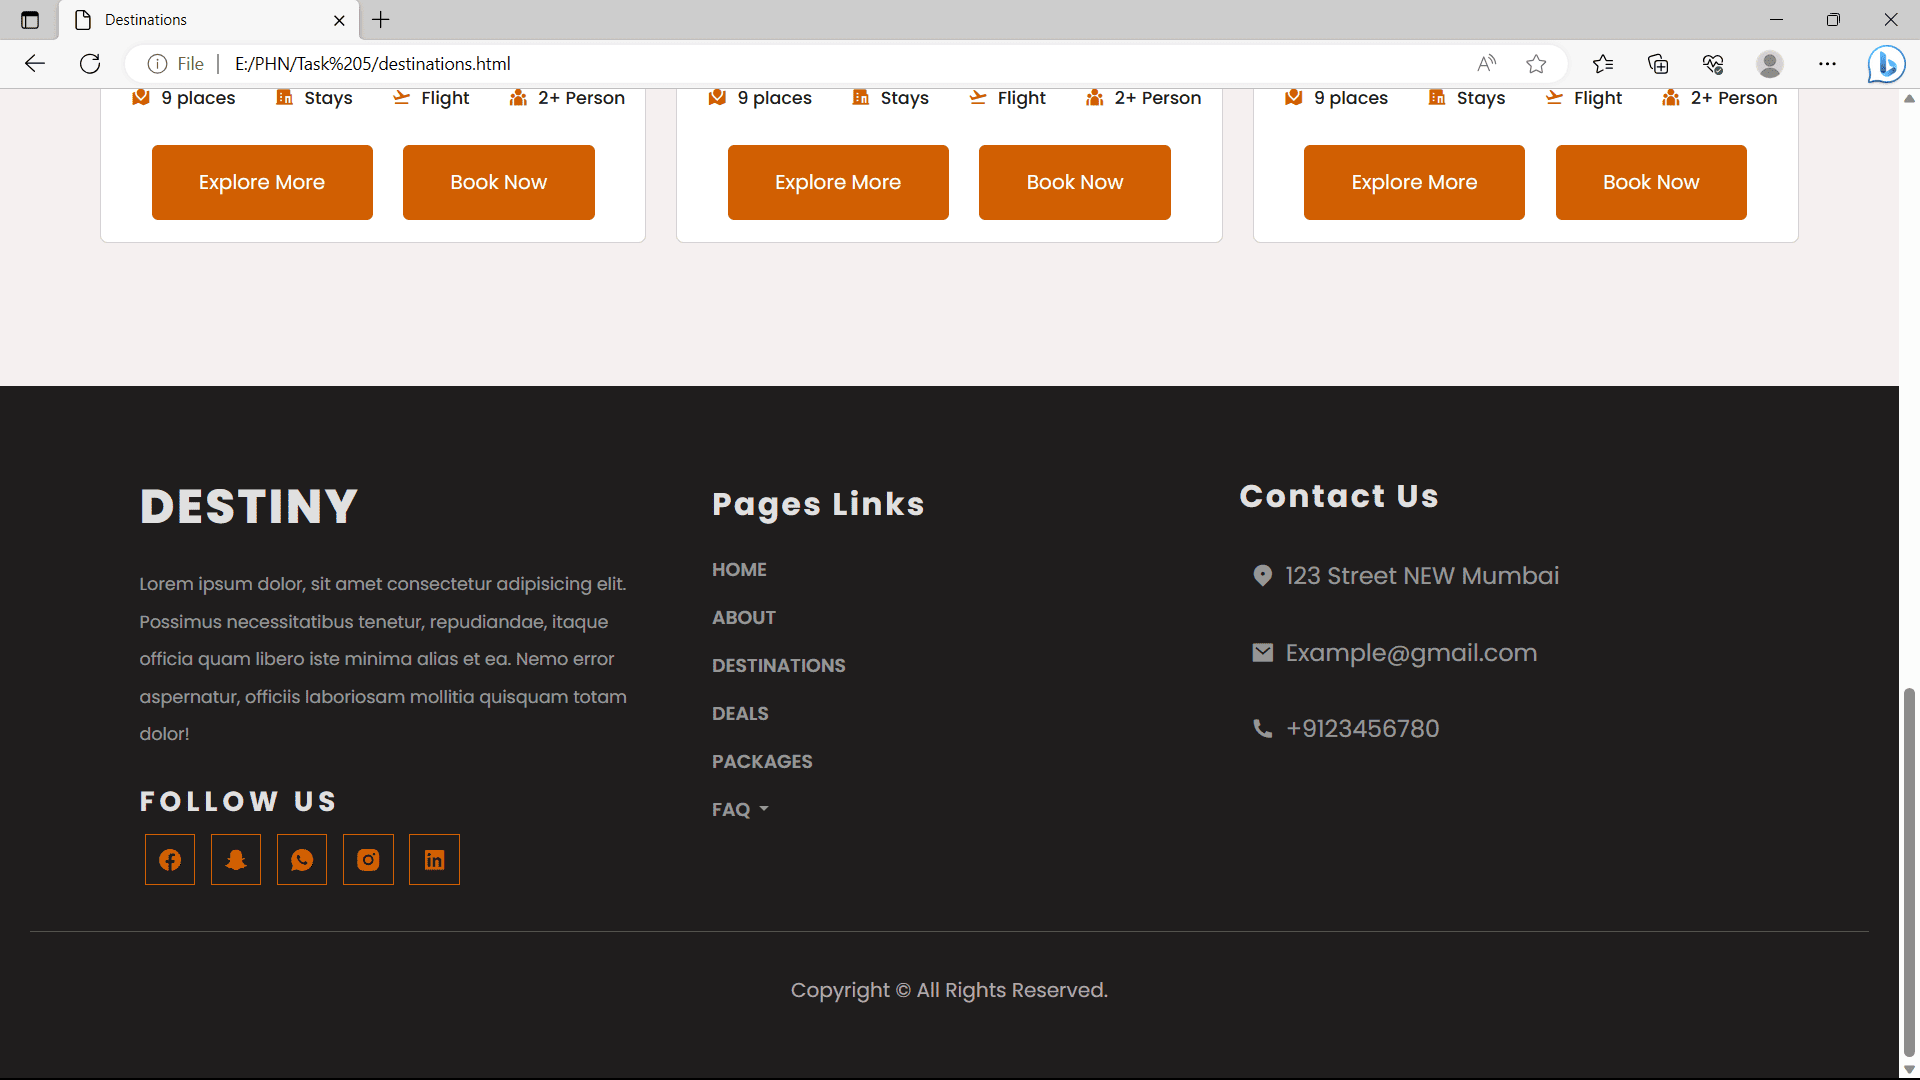 Destinations
File E:/PHN/Task%205/destinations.html
9 places Stays Flight 2+ Person
Explore More Book Now
9 places Stays Flight 2+ Person
Explore More Book Now
9 places Stays Flight 2+ Person
Explore More Book Now
DESTINY
Lorem ipsum dolor, sit amet consectetur adipisicing elit.
Possimus necessitatibus tenetur, repudiandae, itaque
officia quam libero iste minima alias et ea. Nemo error
aspernatur, officiis laboriosam mollitia quisquam totam
dolor!
FOLLOW US
Pages Links
HOME
ABOUT
DESTINATIONS
DEALS
PACKAGES
FAQ
Contact Us
123 Street NEW Mumbai
Example@gmail.com
+9123456780
Copyright © All Rights Reserved.